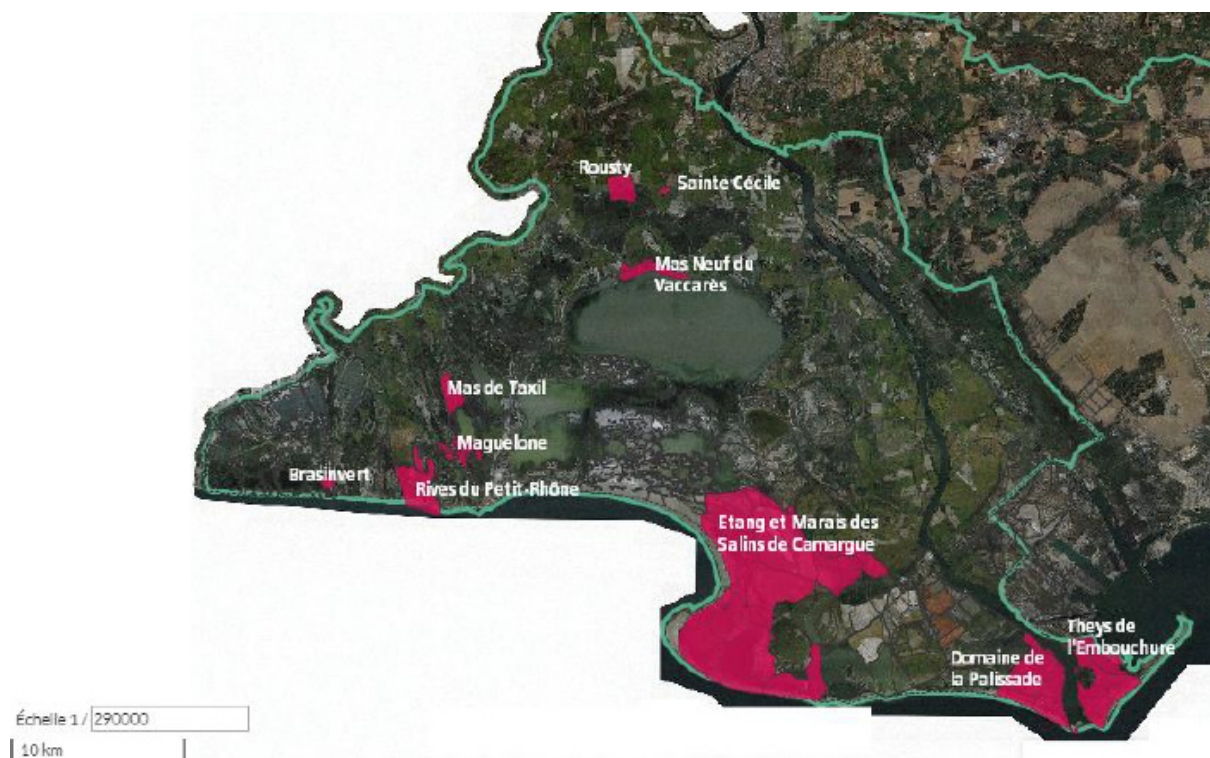 Rousty
Sainte Cécile
Mas Neuf du
Vaccarès
Mas de Taxil
Maguelone
Brasinvert
Rives du Petit-Rhône
Etang et Marais des
Salins de Camargue
Theys de
l'Embouchure
Domaine de
la Palissade
Échelle 1 / 290000
10 km